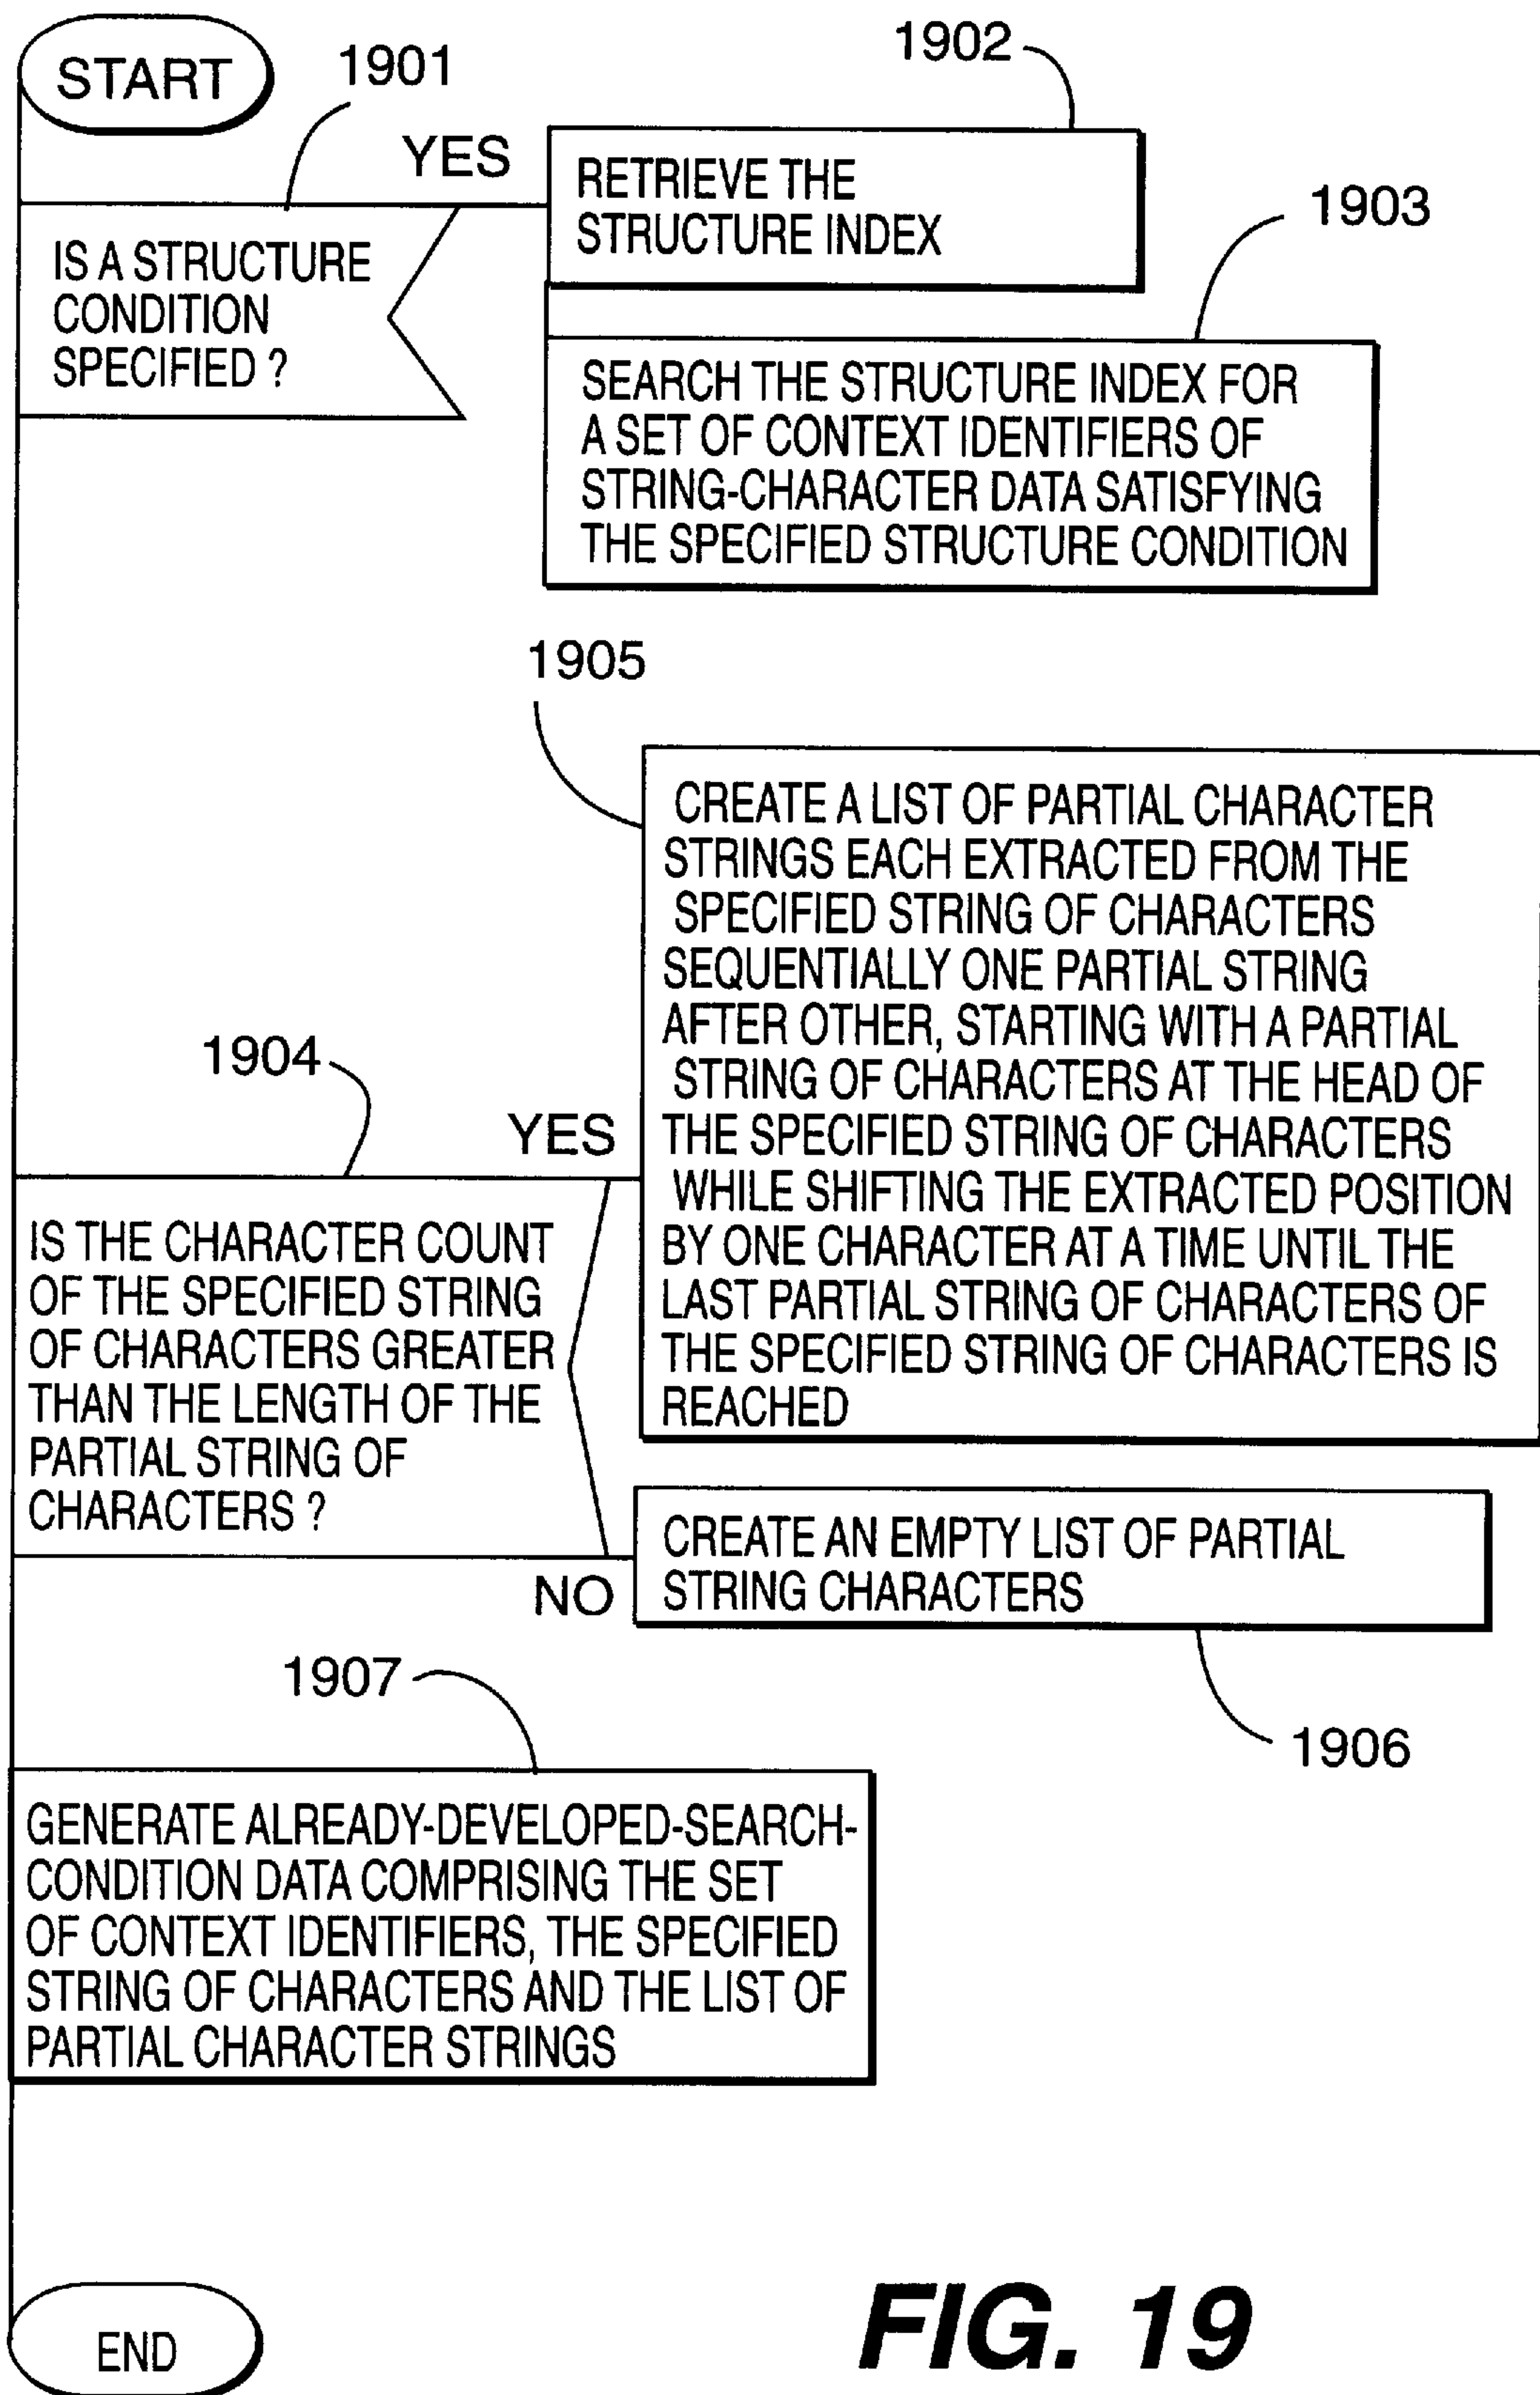 START
1901
1902
YES
RETRIEVE THE
STRUCTURE INDEX
1903
IS A STRUCTURE
CONDITION
SPECIFIED ?
SEARCH THE STRUCTURE INDEX FOR
A SET OF CONTEXT IDENTIFIERS OF
STRING-CHARACTER DATA SATISFYING
THE SPECIFIED STRUCTURE CONDITION
1905
CREATE A LIST OF PARTIAL CHARACTER
STRINGS EACH EXTRACTED FROM THE
SPECIFIED STRING OF CHARACTERS
SEQUENTIALLY ONE PARTIAL STRING
AFTER OTHER, STARTING WITH A PARTIAL
STRING OF CHARACTERS AT THE HEAD OF
THE SPECIFIED STRING OF CHARACTERS
WHILE SHIFTING THE EXTRACTED POSITION
BY ONE CHARACTER AT A TIME UNTIL THE
LAST PARTIAL STRING OF CHARACTERS OF
THE SPECIFIED STRING OF CHARACTERS IS
REACHED
1904
YES
IS THE CHARACTER COUNT
OF THE SPECIFIED STRING
OF CHARACTERS GREATER
THAN THE LENGTH OF THE
PARTIAL STRING OF
CHARACTERS ?
NO
CREATE AN EMPTY LIST OF PARTIAL
STRING CHARACTERS
1906
1907
GENERATE ALREADY-DEVELOPED-SEARCH-
CONDITION DATA COMPRISING THE SET
OF CONTEXT IDENTIFIERS, THE SPECIFIED
STRING OF CHARACTERS AND THE LIST OF
PARTIAL CHARACTER STRINGS
END
FIG. 19